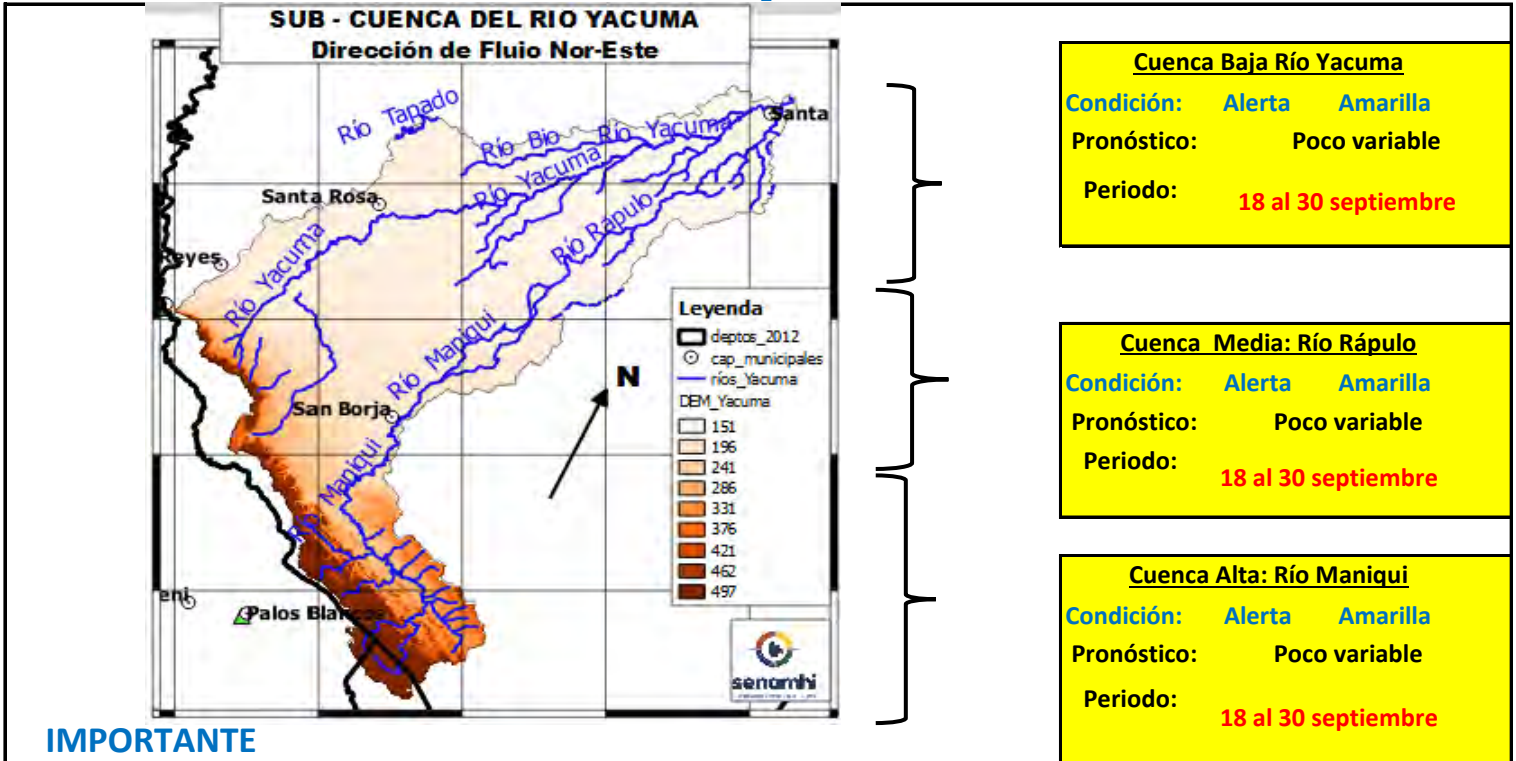 SUB - CUENCA DEL RIO YACUMA
Dirección de Fluio Nor-Este
Río Tapado
Río Bio
Río Yacuma
Santa
Río Yacuma
Santa Rosa
Río Rápulo
Reyes
Río Yacuma
Río Maniqui
San Borja
Río Maniqui
N
eni
Palos Blancos
Leyenda
deptos_2012
cap_municipales
ríos_Yacuma
DEM_Yacuma
151
196
241
286
331
376
421
462
497
senamhi
Cuenca Baja Río Yacuma
Condición: Alerta Amarilla
Pronóstico: Poco variable
Periodo: 18 al 30 septiembre
Cuenca Media: Río Rápulo
Condición: Alerta Amarilla
Pronóstico: Poco variable
Periodo: 18 al 30 septiembre
Cuenca Alta: Río Maniqui
Condición: Alerta Amarilla
Pronóstico: Poco variable
Periodo: 18 al 30 septiembre
IMPORTANTE